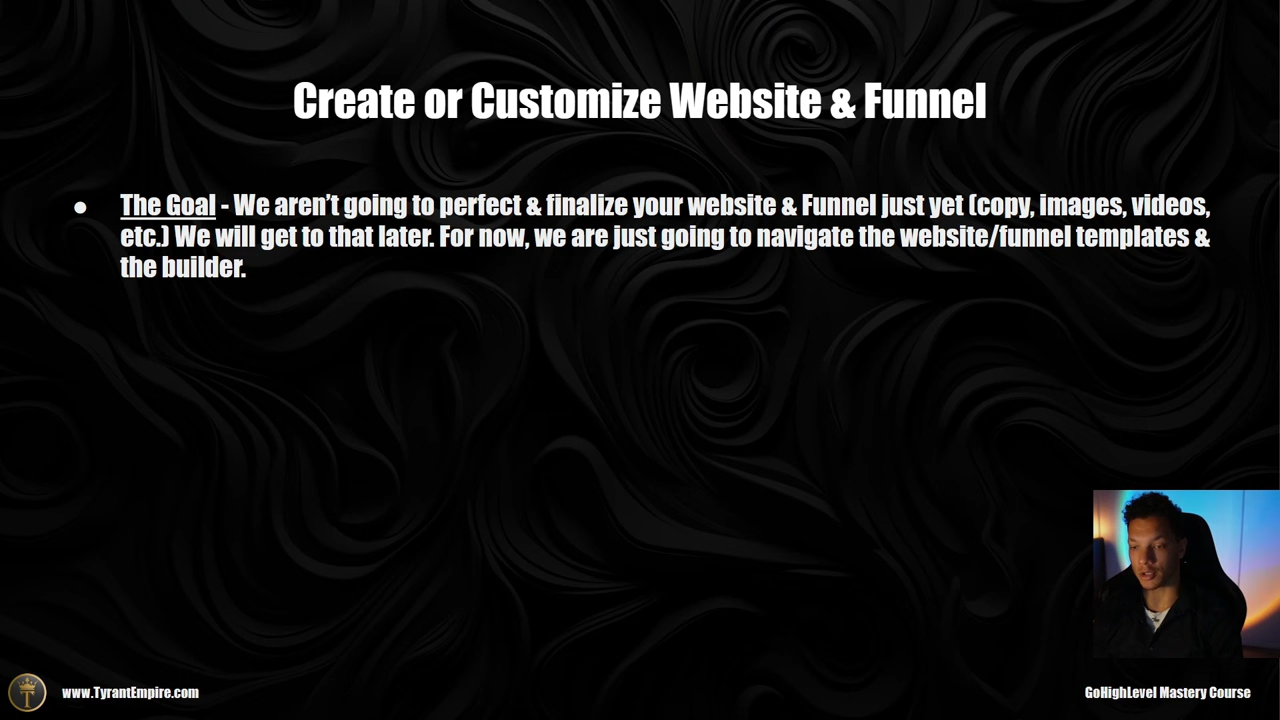 Create or Customize Website & Funnel
● The Goal - We aren’t going to perfect & finalize your website & Funnel just yet (copy, images, videos,
etc.) We will get to that later. For now, we are just going to navigate the website/funnel templates &
the builder.
T
www.TyrantEmpire.com
GoHighLevel Mastery Course